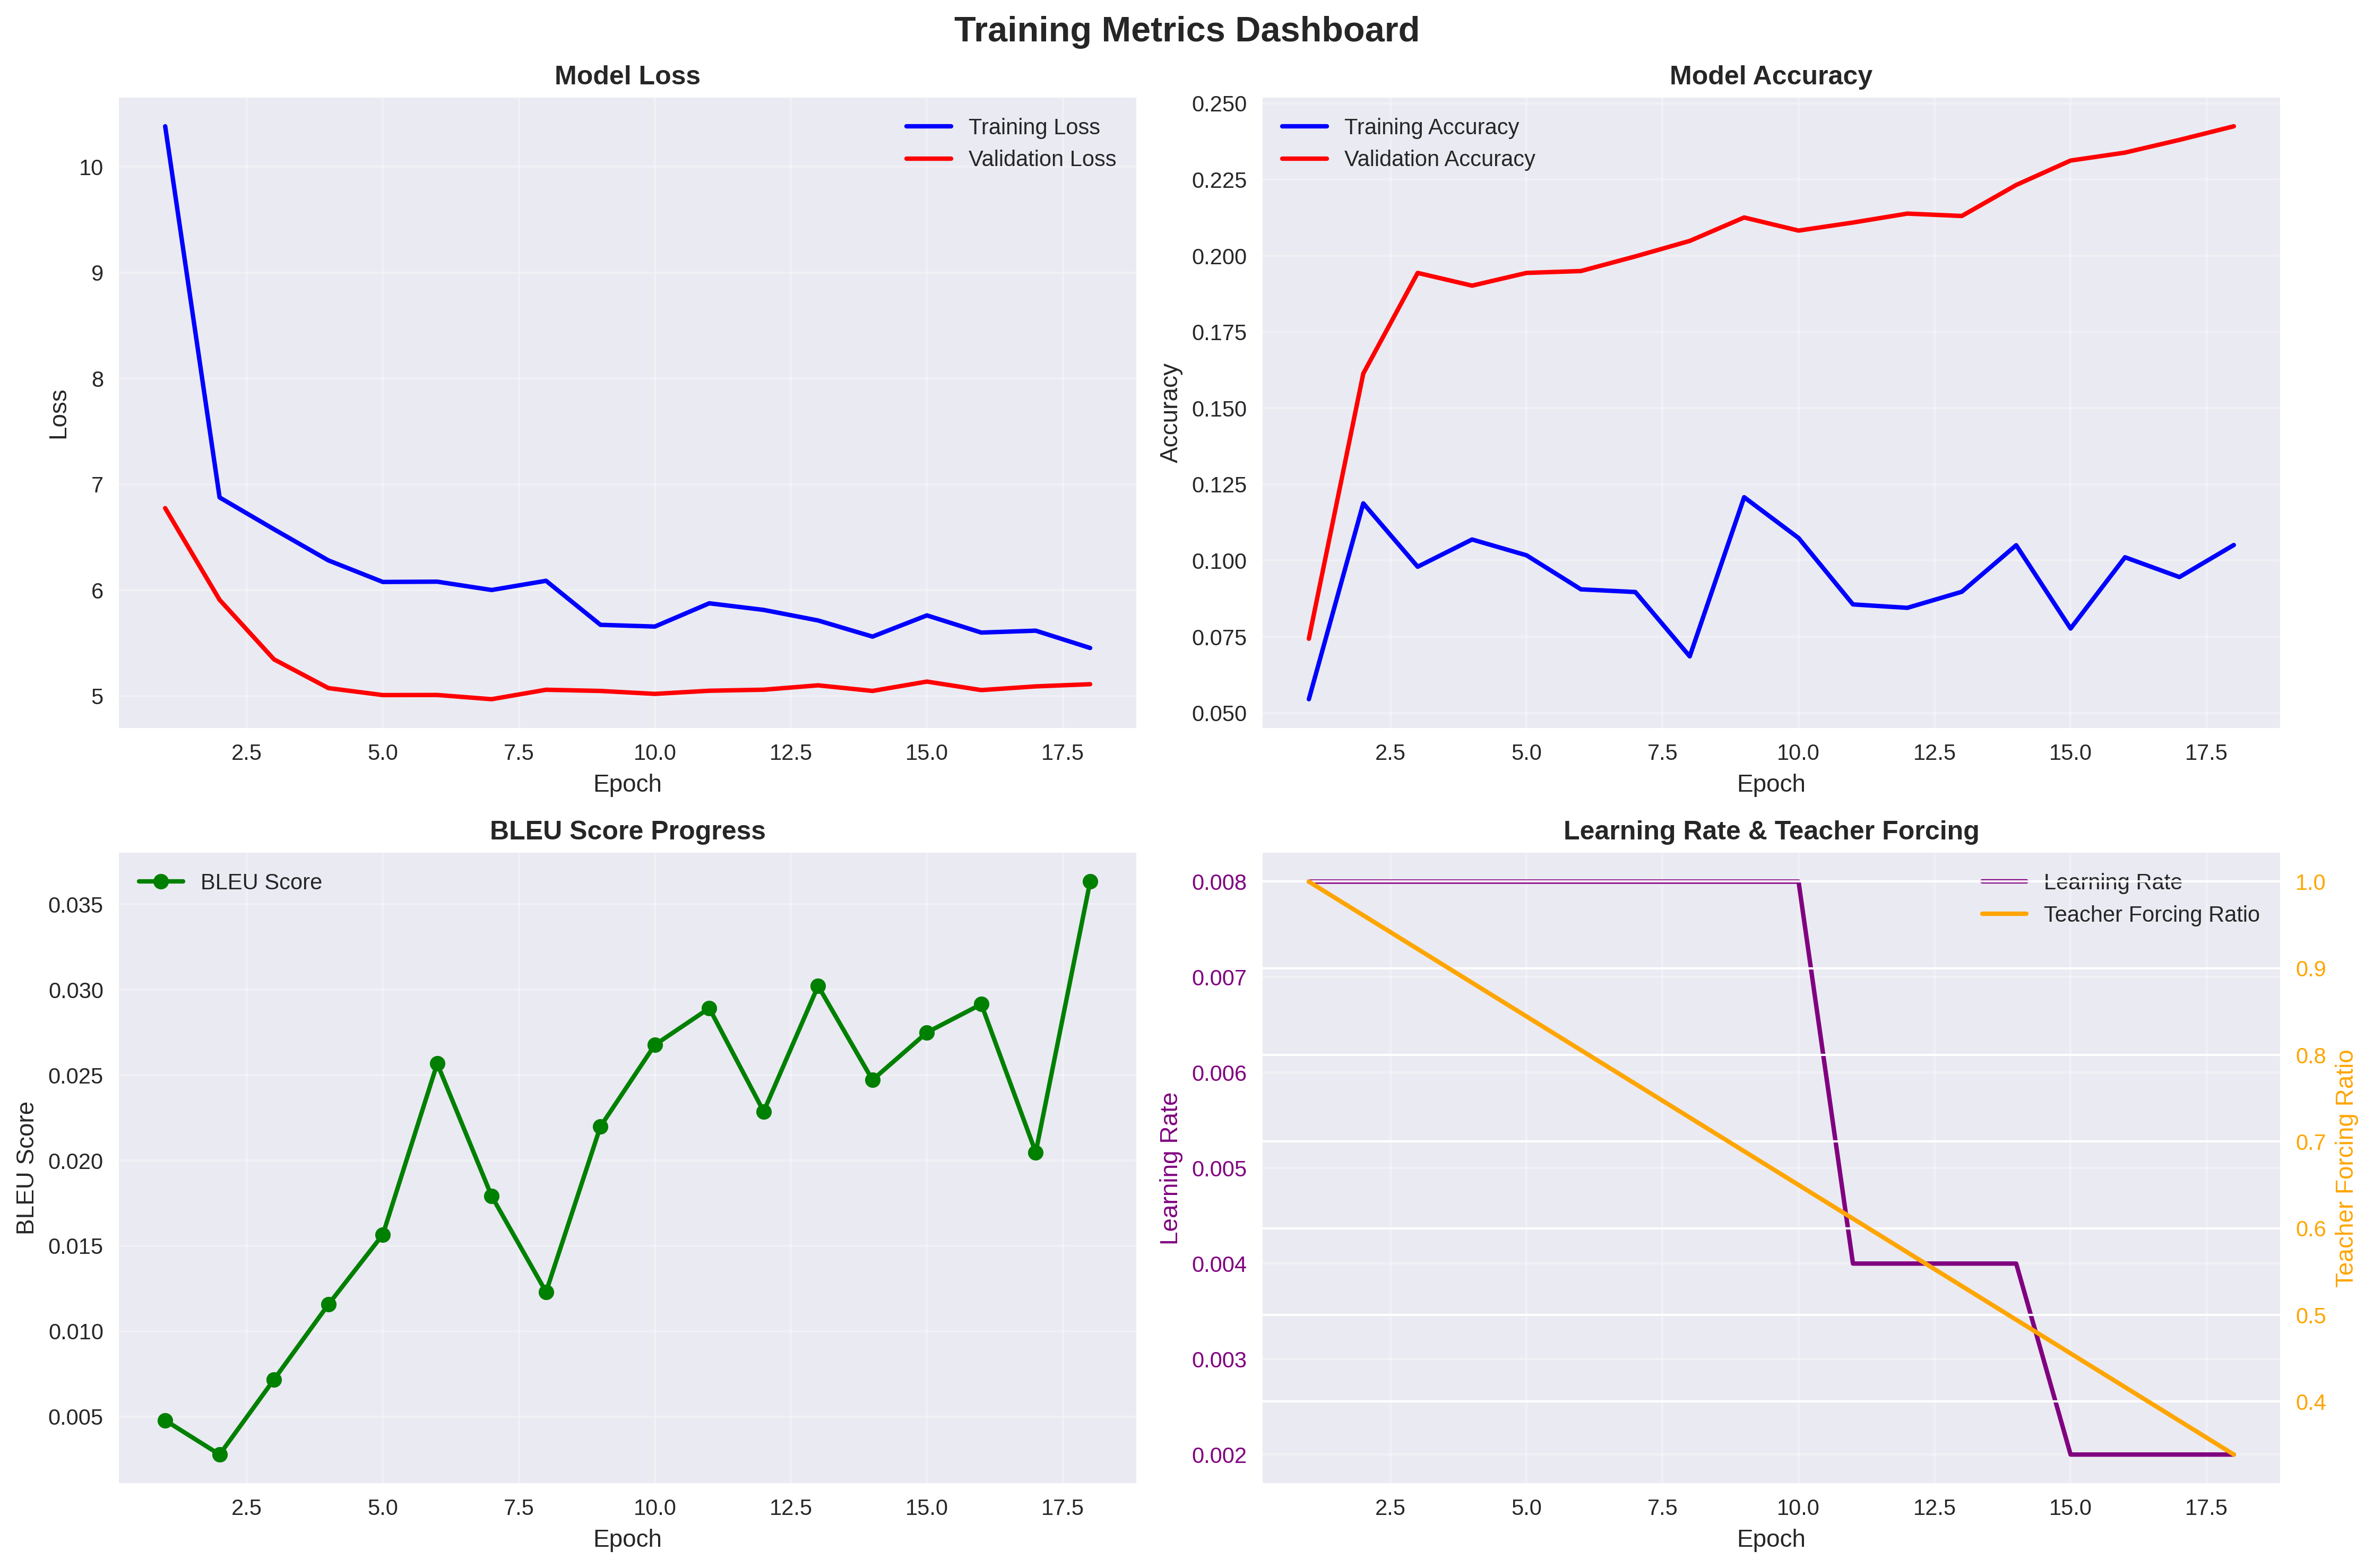 Training Metrics Dashboard
Model Loss
Training Loss
Validation Loss
10
9
8
7
6
5
Loss
2.5 5.0 7.5 10.0 12.5 15.0 17.5
Epoch
Model Accuracy
Training Accuracy
Validation Accuracy
0.250
0.225
0.200
0.175
0.150
0.125
0.100
0.075
0.050
Accuracy
2.5 5.0 7.5 10.0 12.5 15.0 17.5
Epoch
BLEU Score Progress
BLEU Score
0.035
0.030
0.025
0.020
0.015
0.010
0.005
BLEU Score
2.5 5.0 7.5 10.0 12.5 15.0 17.5
Epoch
Learning Rate & Teacher Forcing
Learning Rate
Teacher Forcing Ratio
0.008
0.007
0.006
0.005
0.004
0.003
0.002
Learning Rate
1.0
0.9
0.8
0.7
0.6
0.5
0.4
Teacher Forcing Ratio
2.5 5.0 7.5 10.0 12.5 15.0 17.5
Epoch